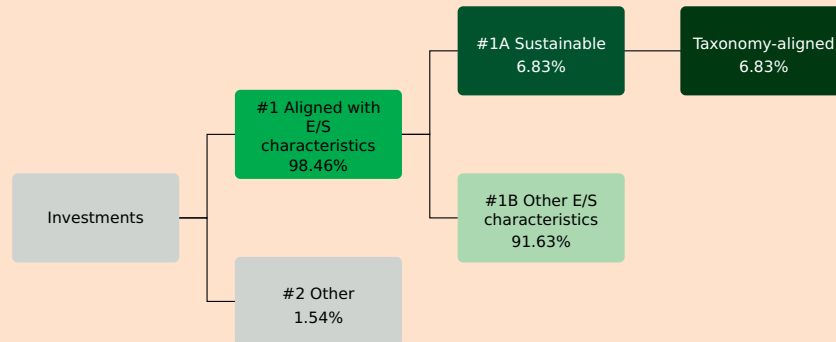 #1A Sustainable
6.83%
Taxonomy-aligned
6.83%
#1 Aligned with
E/S
characteristics
98.46%
#1B Other E/S
characteristics
91.63%
Investments
#2 Other
1.54%